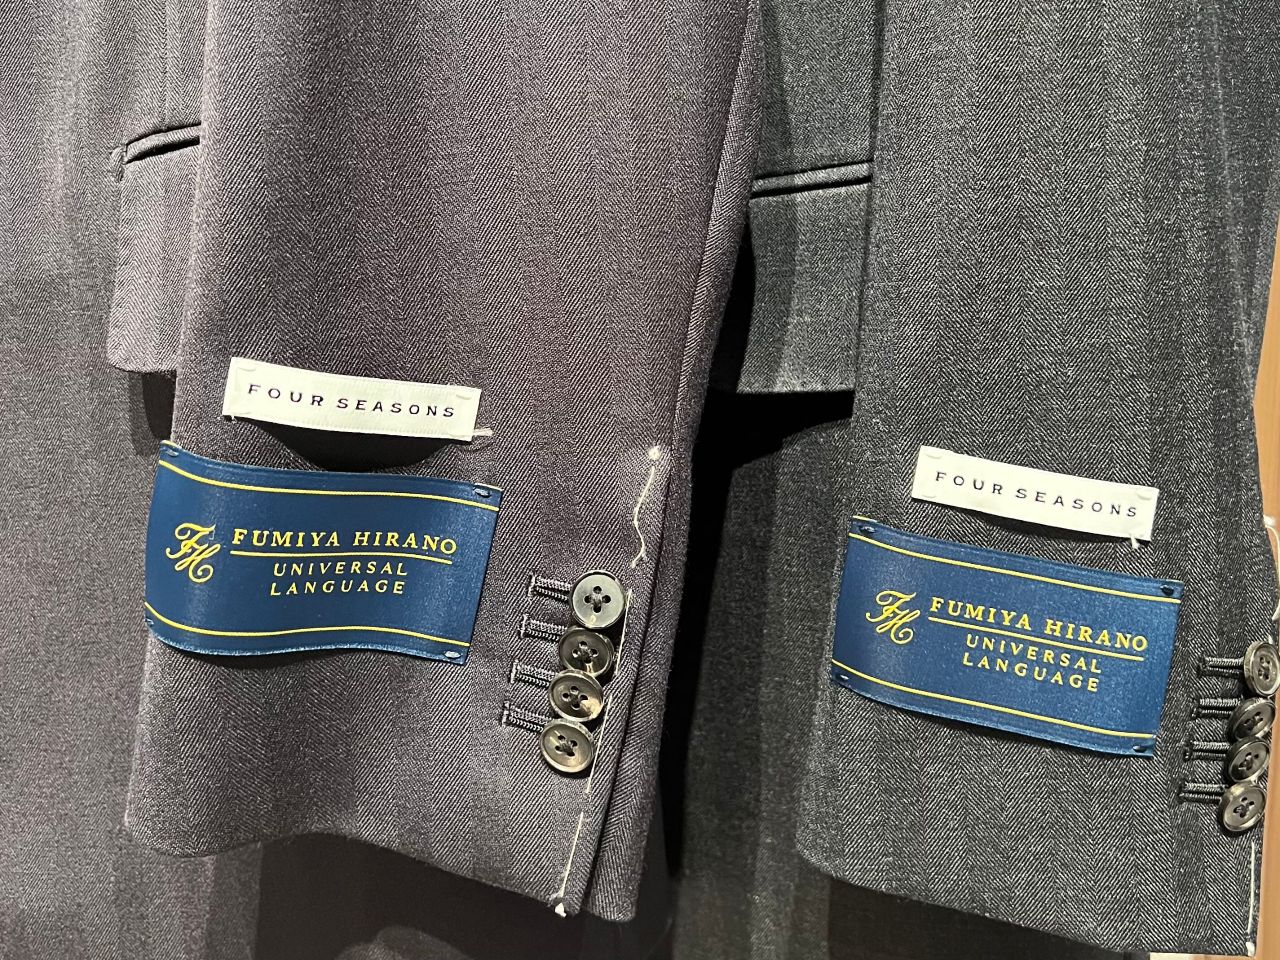 FOUR SEASONS
FH
FUMIYA HIRANO
UNIVERSAL
LANGUAGE
FOUR SEASONS
FH
FUMIYA HIRANO
UNIVERSAL
LANGUAGE